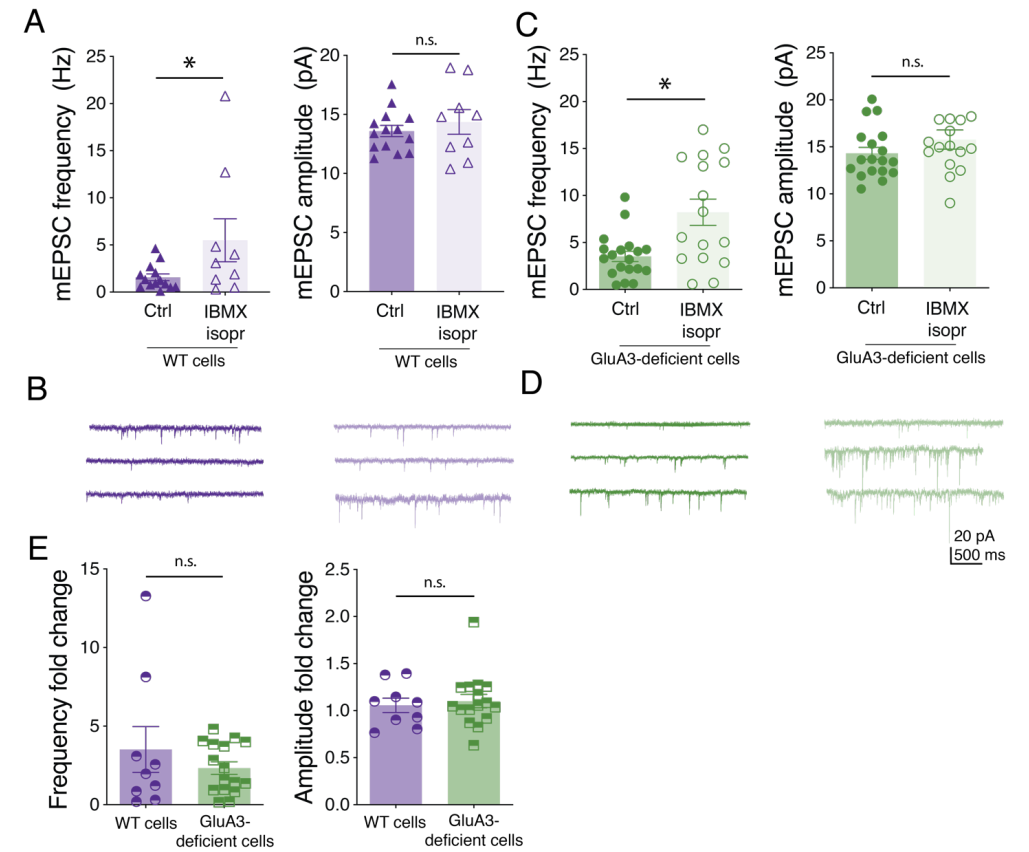 A
mEPSC frequency (Hz)
25
20
15
10
5
0
*
Ctrl
IBMX
isopr
WT cells
mEPSC amplitude (pA)
20
15
10
5
0
n.s.
Ctrl
IBMX
isopr
WT cells
C
mEPSC frequency (Hz)
25
20
15
10
5
0
*
Ctrl
IBMX
isopr
GluA3-deficient cells
mEPSC amplitude (pA)
25
20
15
10
5
0
n.s.
Ctrl
IBMX
isopr
GluA3-deficient cells
B
D
20 pA
500 ms
E
Frequency fold change
15
10
5
0
n.s.
WT cells
GluA3-
deficient cells
Amplitude fold change
2.5
2.0
1.5
1.0
0.5
0.0
n.s.
WT cells
GluA3-
deficient cells